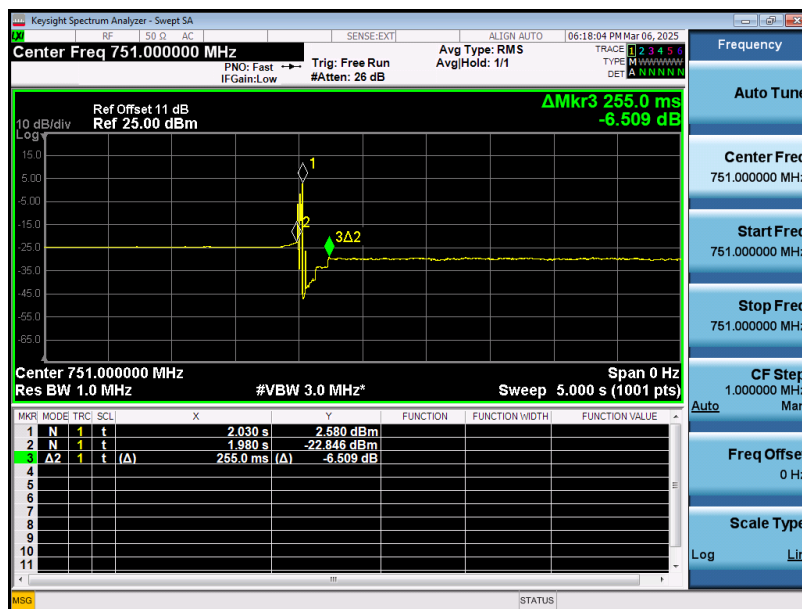 Keysight Spectrum Analyzer - Swept SA
LXI RF 50 Ω AC SENSE:EXT ALIGN AUTO 06:18:04 PM Mar 06, 2025
Center Freq 751.000000 MHz
PNO: Fast
IFGain:Low
Trig: Free Run
#Atten: 26 dB
Avg Type: RMS
Avg|Hold: 1/1
TRACE 1 2 3 4 5 6
TYPE M W W W W W
DET A N N N N N
ΔMkr3 255.0 ms
-6.509 dB
Ref Offset 11 dB
10 dB/div Ref 25.00 dBm
Log
15.0
5.00
-5.00
-15.0
-25.0
-35.0
-45.0
-55.0
-65.0
1
2
3Δ2
Center 751.000000 MHz Span 0 Hz
Res BW 1.0 MHz #VBW 3.0 MHz* Sweep 5.000 s (1001 pts)
MKR MODE TRC SCL X Y FUNCTION FUNCTION WIDTH FUNCTION VALUE
1 N 1 t 2.030 s 2.580 dBm
2 N 1 t 1.980 s -22.846 dBm
3 Δ2 1 t (Δ) 255.0 ms (Δ) -6.509 dB
4
5
6
7
8
9
10
11
MSG STATUS
Frequency
Auto Tune
Center Freq
751.000000 MHz
Start Freq
751.000000 MHz
Stop Freq
751.000000 MHz
CF Step
1.000000 MHz
Auto Man
Freq Offset
0 Hz
Scale Type
Log Lin